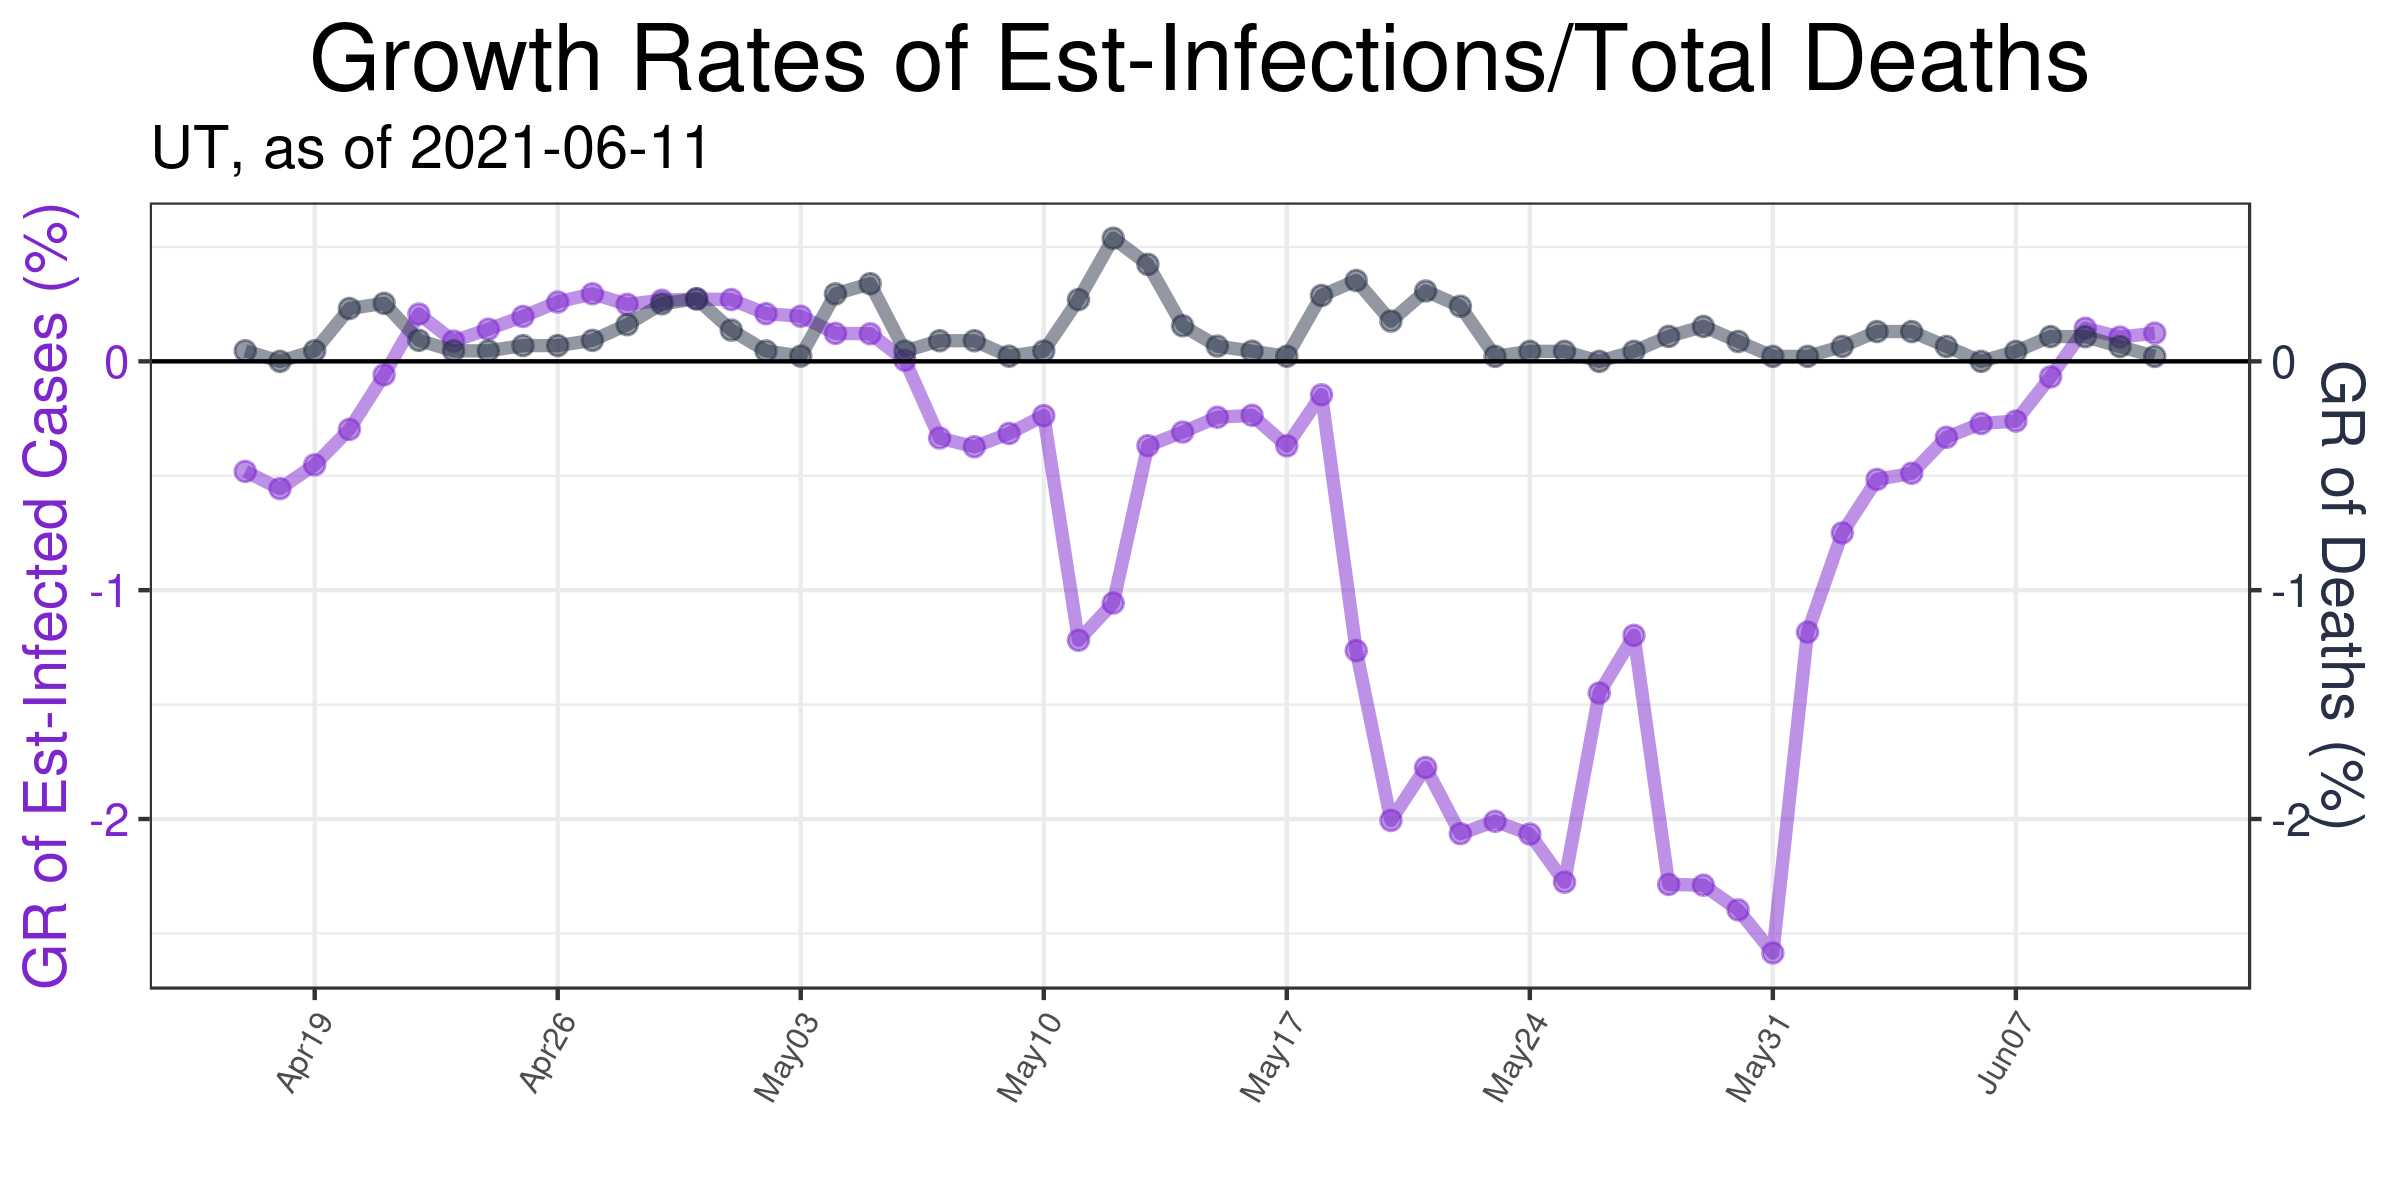 Growth Rates of Est-Infections/Total Deaths
UT, as of 2021-06-11
GR of Est-Infected Cases (%)
0
-1
-2
0
-1
-2
GR of Deaths (%)
Apr19
Apr26
May03
May10
May17
May24
May31
Jun07